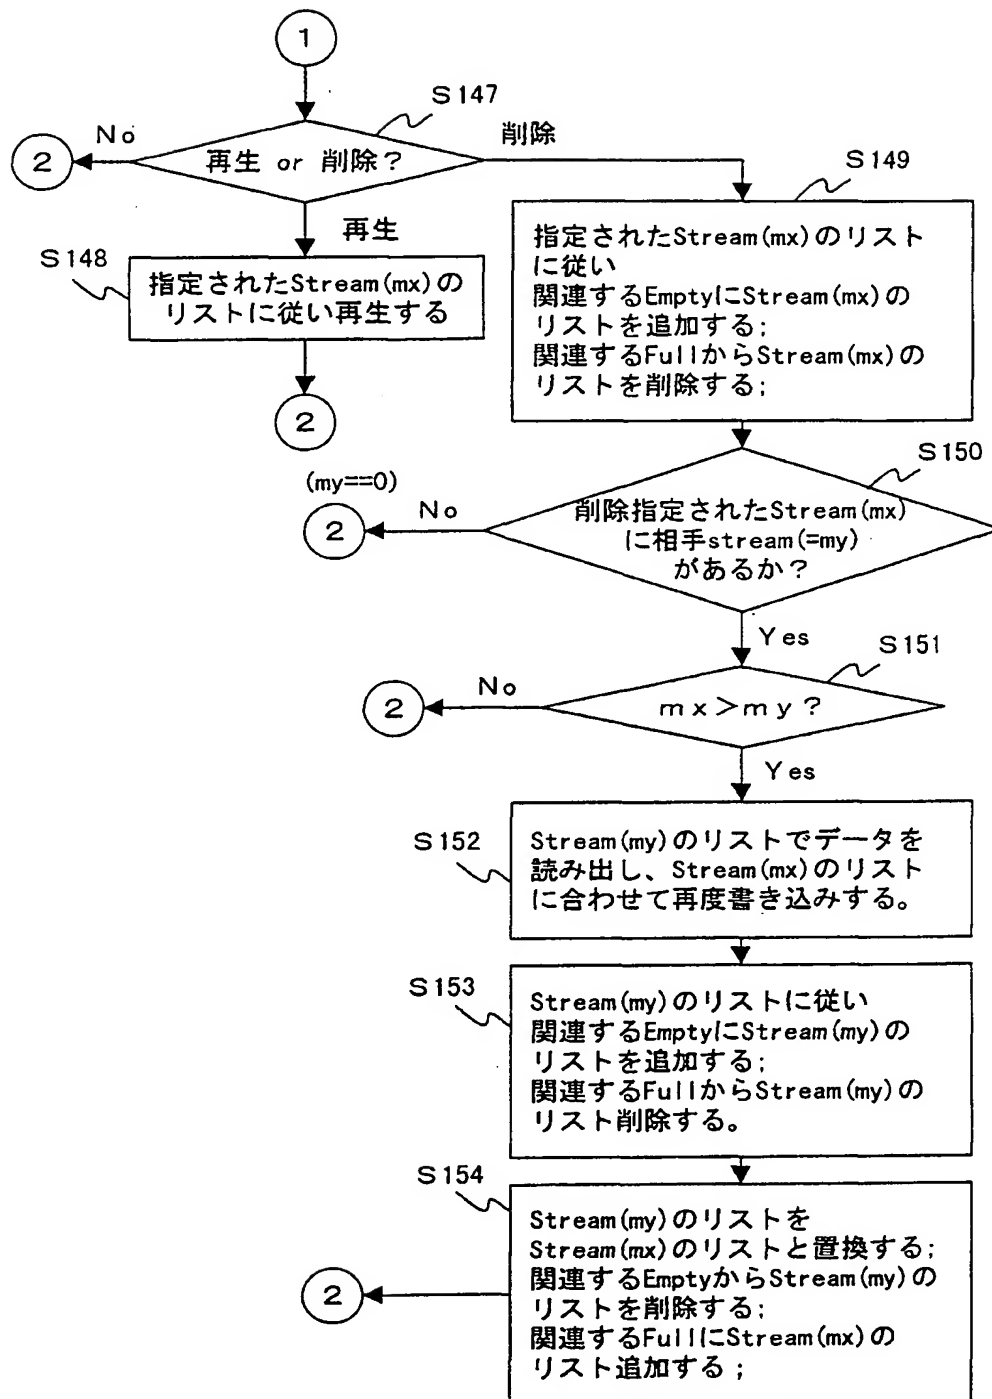 1
S147
No
再生 or 削除?
削除
2
再生
S148
指定されたStream(mx)の
リストに従い再生する
2
S149
指定されたStream(mx)のリスト
に従い
関連するEmptyにStream(mx)の
リストを追加する;
関連するFullからStream(mx)の
リストを削除する;
S150
(my==0)
No
2
削除指定されたStream(mx)
に相手stream(=my)
があるか?
Yes
S151
No
2
mx>my?
Yes
S152
Stream(my)のリストでデータを
読み出し、Stream(mx)のリスト
に合わせて再度書き込みする。
S153
Stream(my)のリストに従い
関連するEmptyにStream(my)の
リストを追加する;
関連するFullからStream(my)の
リスト削除する。
S154
Stream(my)のリストを
Stream(mx)のリストと置換する;
関連するEmptyからStream(my)の
リストを削除する;
関連するFullにStream(mx)の
リスト追加する;
2